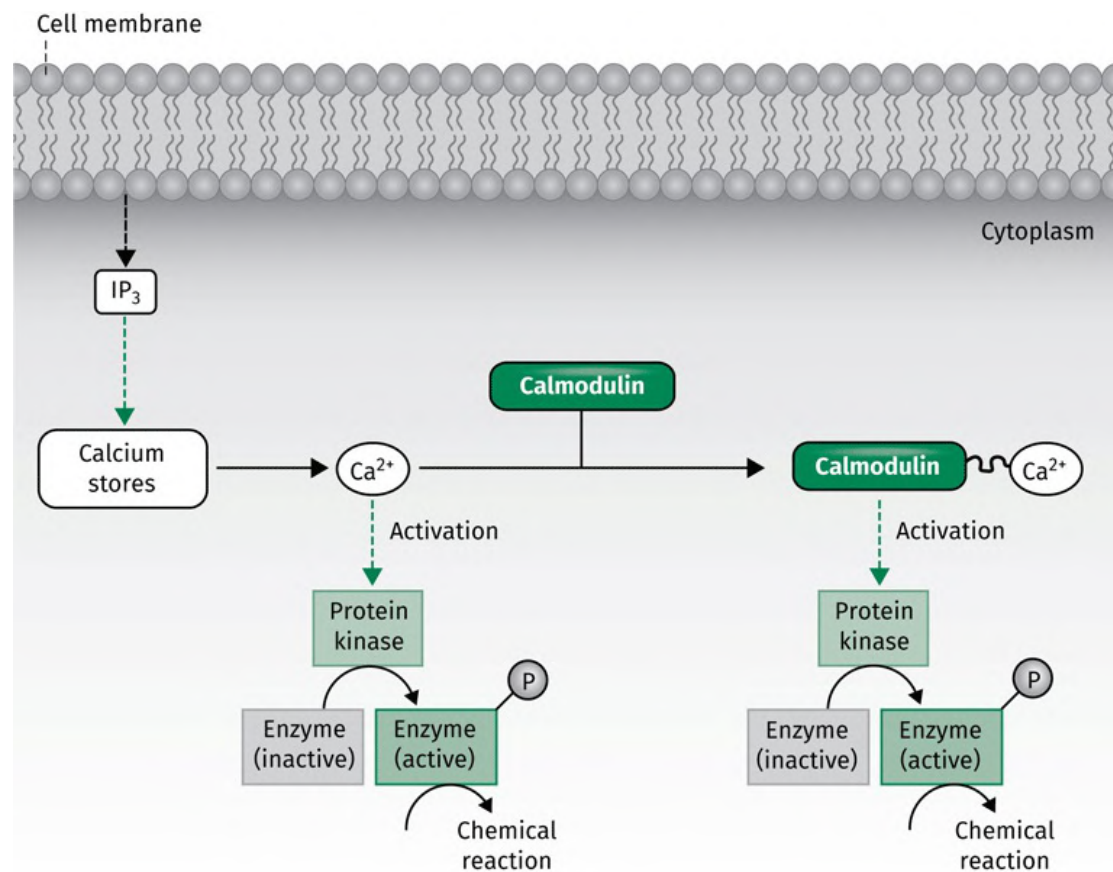 Cell membrane
Cytoplasm
IP₃
Calmodulin
Calcium
stores
Ca²⁺
Calmodulin
Ca²⁺
Activation
Activation
Protein
kinase
Protein
kinase
P
P
Enzyme
(inactive)
Enzyme
(active)
Enzyme
(inactive)
Enzyme
(active)
Chemical
reaction
Chemical
reaction